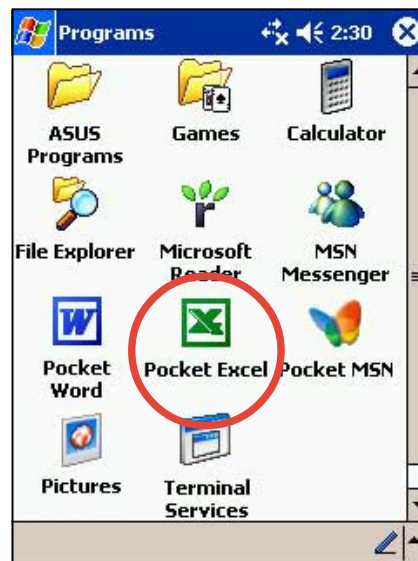 Programs 2:30
ASUS Games Calculator
Programs
File Explorer Microsoft MSN
Reader Messenger
Pocket Pocket Excel Pocket MSN
Word
Pictures Terminal
Services